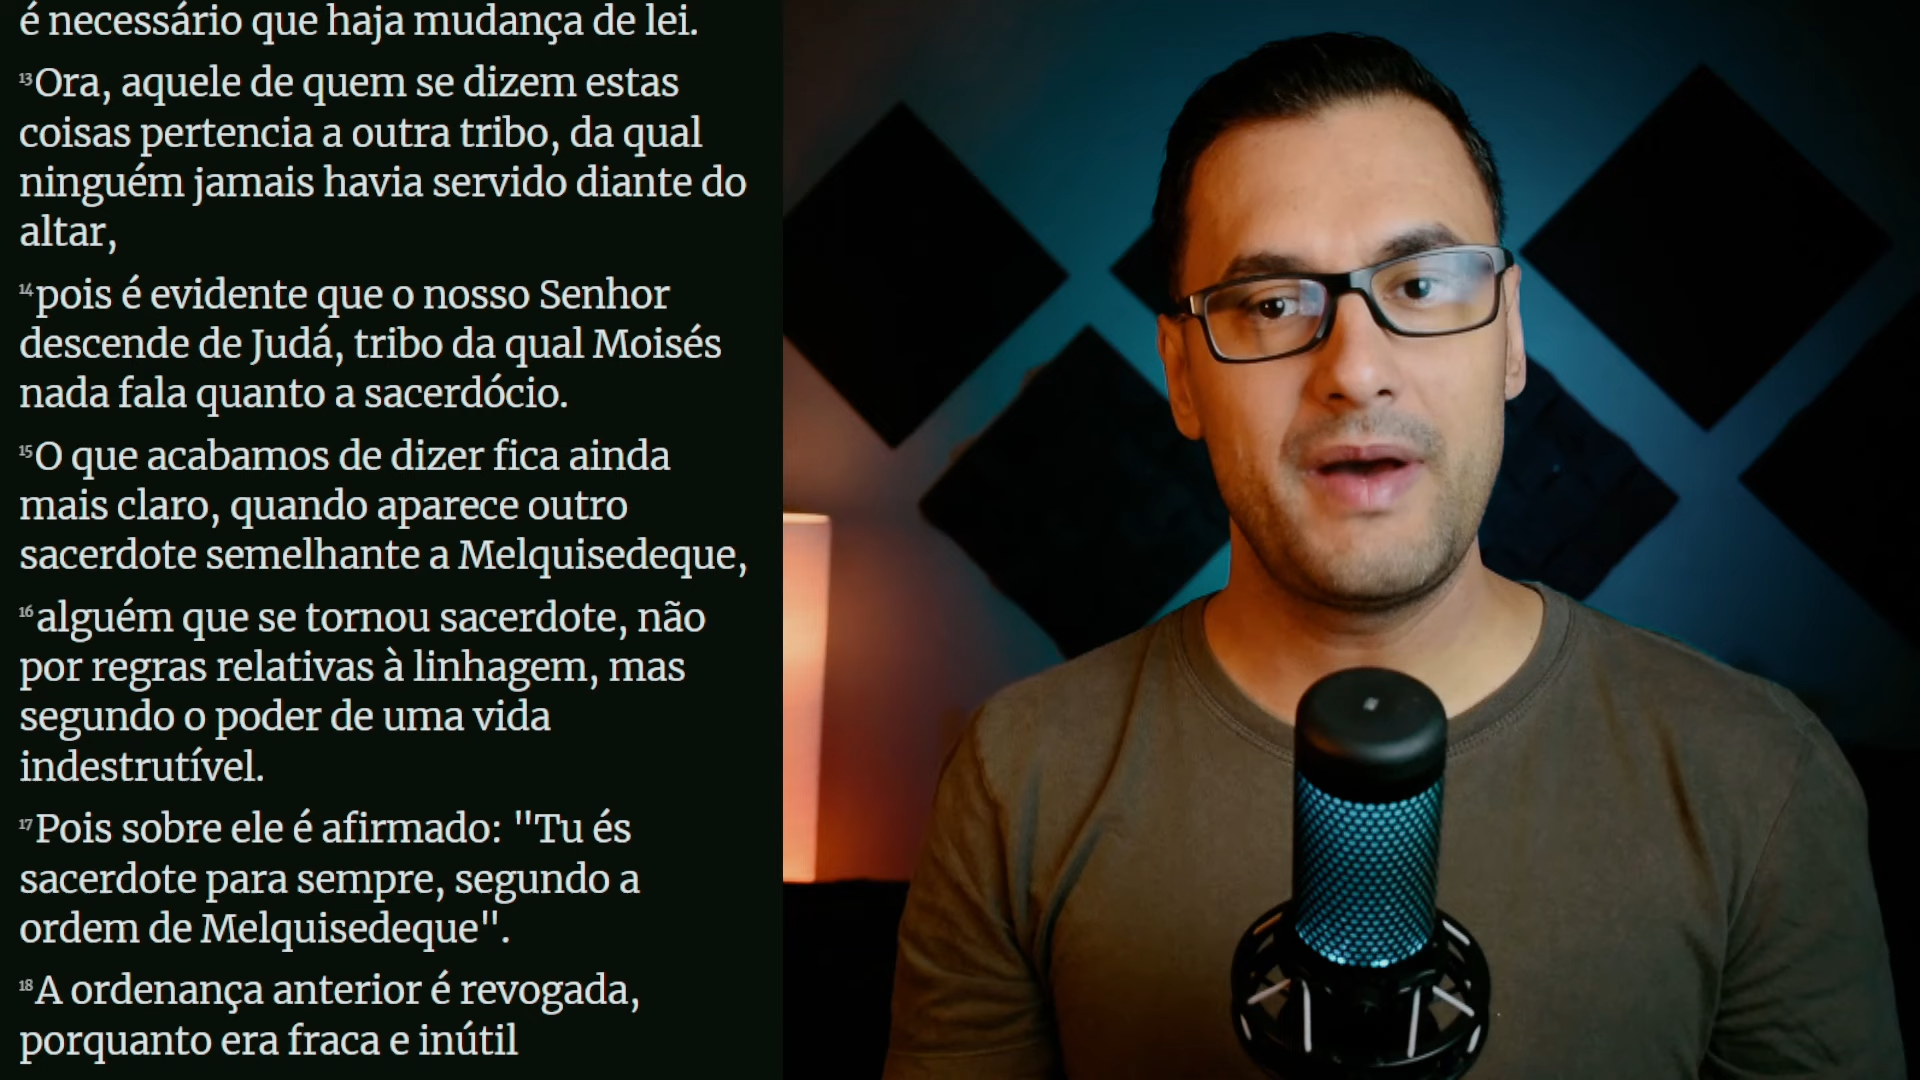 é necessário que haja mudança de lei.
13Ora, aquele de quem se dizem estas
coisas pertencia a outra tribo, da qual
ninguém jamais havia servido diante do
altar,
14pois é evidente que o nosso Senhor
descende de Judá, tribo da qual Moisés
nada fala quanto a sacerdócio.
15O que acabamos de dizer fica ainda
mais claro, quando aparece outro
sacerdote semelhante a Melquisedeque,
16alguém que se tornou sacerdote, não
por regras relativas à linhagem, mas
segundo o poder de uma vida
indestrutível.
17Pois sobre ele é afirmado: "Tu és
sacerdote para sempre, segundo a
ordem de Melquisedeque".
18A ordenança anterior é revogada,
porquanto era fraca e inútil